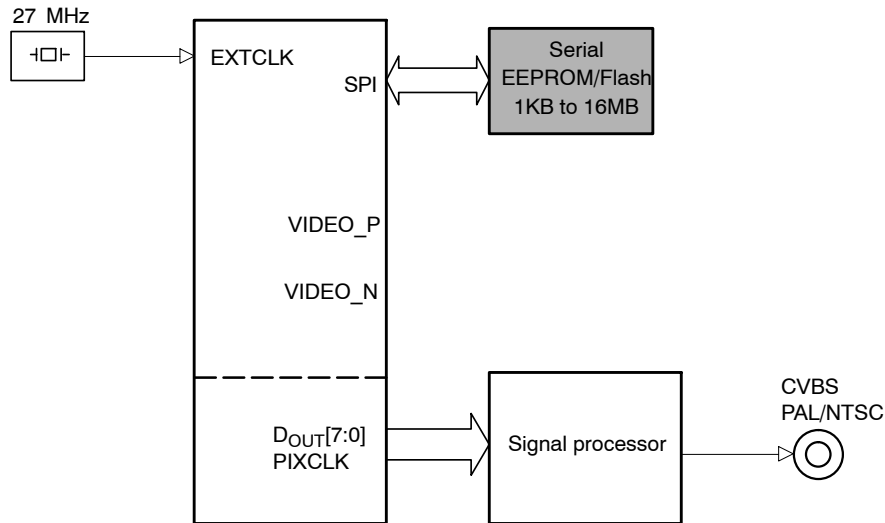 27 MHz
EXTCLK
SPI
Serial
EEPROM/Flash
1KB to 16MB
VIDEO_P
VIDEO_N
DOUT[7:0]
PIXCLK
Signal processor
CVBS
PAL/NTSC